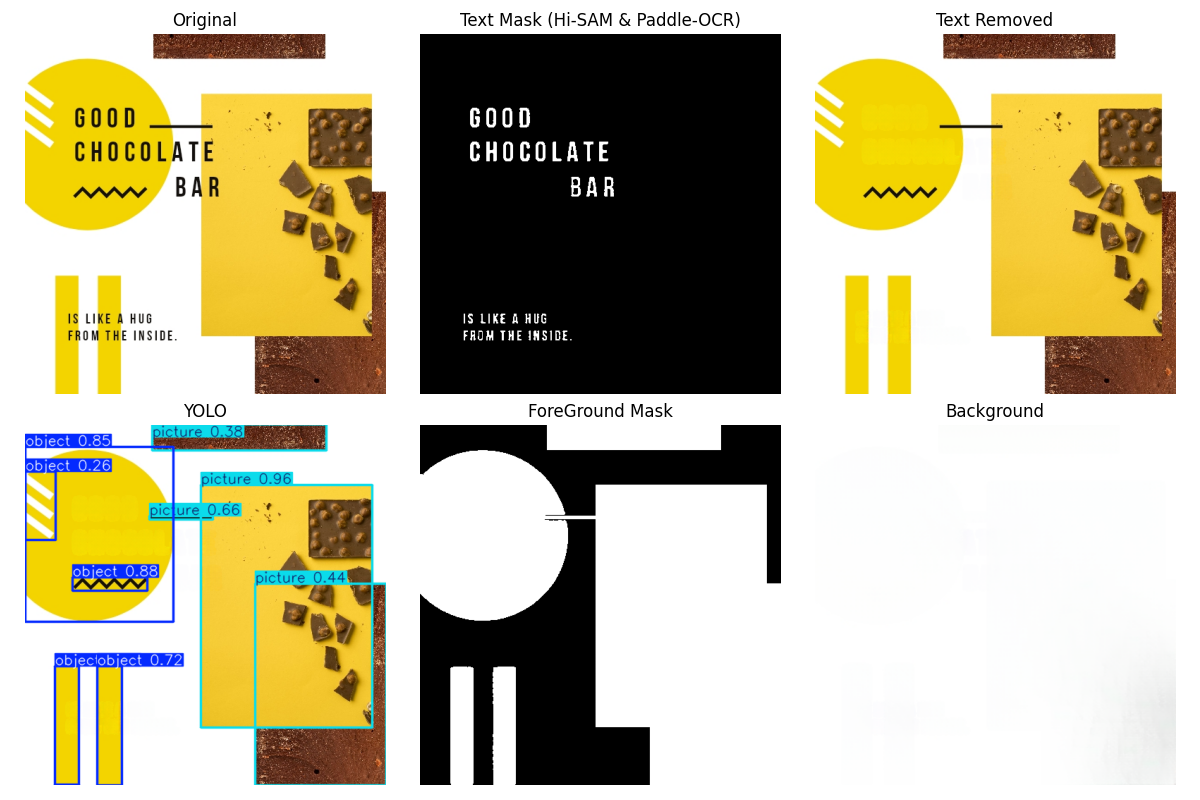 Original
Text Mask (Hi-SAM & Paddle-OCR)
Text Removed
GOOD
CHOCOLATE
BAR
IS LIKE A HUG
FROM THE INSIDE.
GOOD
CHOCOLATE
BAR
IS LIKE A HUG
FROM THE INSIDE.
YOLO
ForeGround Mask
Background
object 0.85
object 0.26
picture 0.38
picture 0.96
picture 0.66
object 0.88
picture 0.44
object
object 0.72